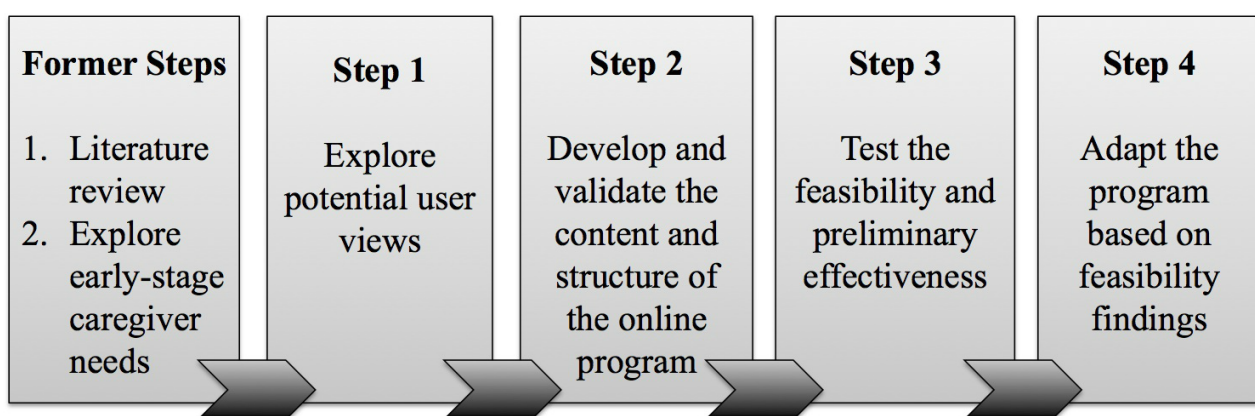 Former Steps
1. Literature
review
2. Explore
early-stage
caregiver
needs
Step 1
Explore
potential user
views
Step 2
Develop and
validate the
content and
structure of
the online
program
Step 3
Test the
feasibility and
preliminary
effectiveness
Step 4
Adapt the
program
based on
feasibility
findings